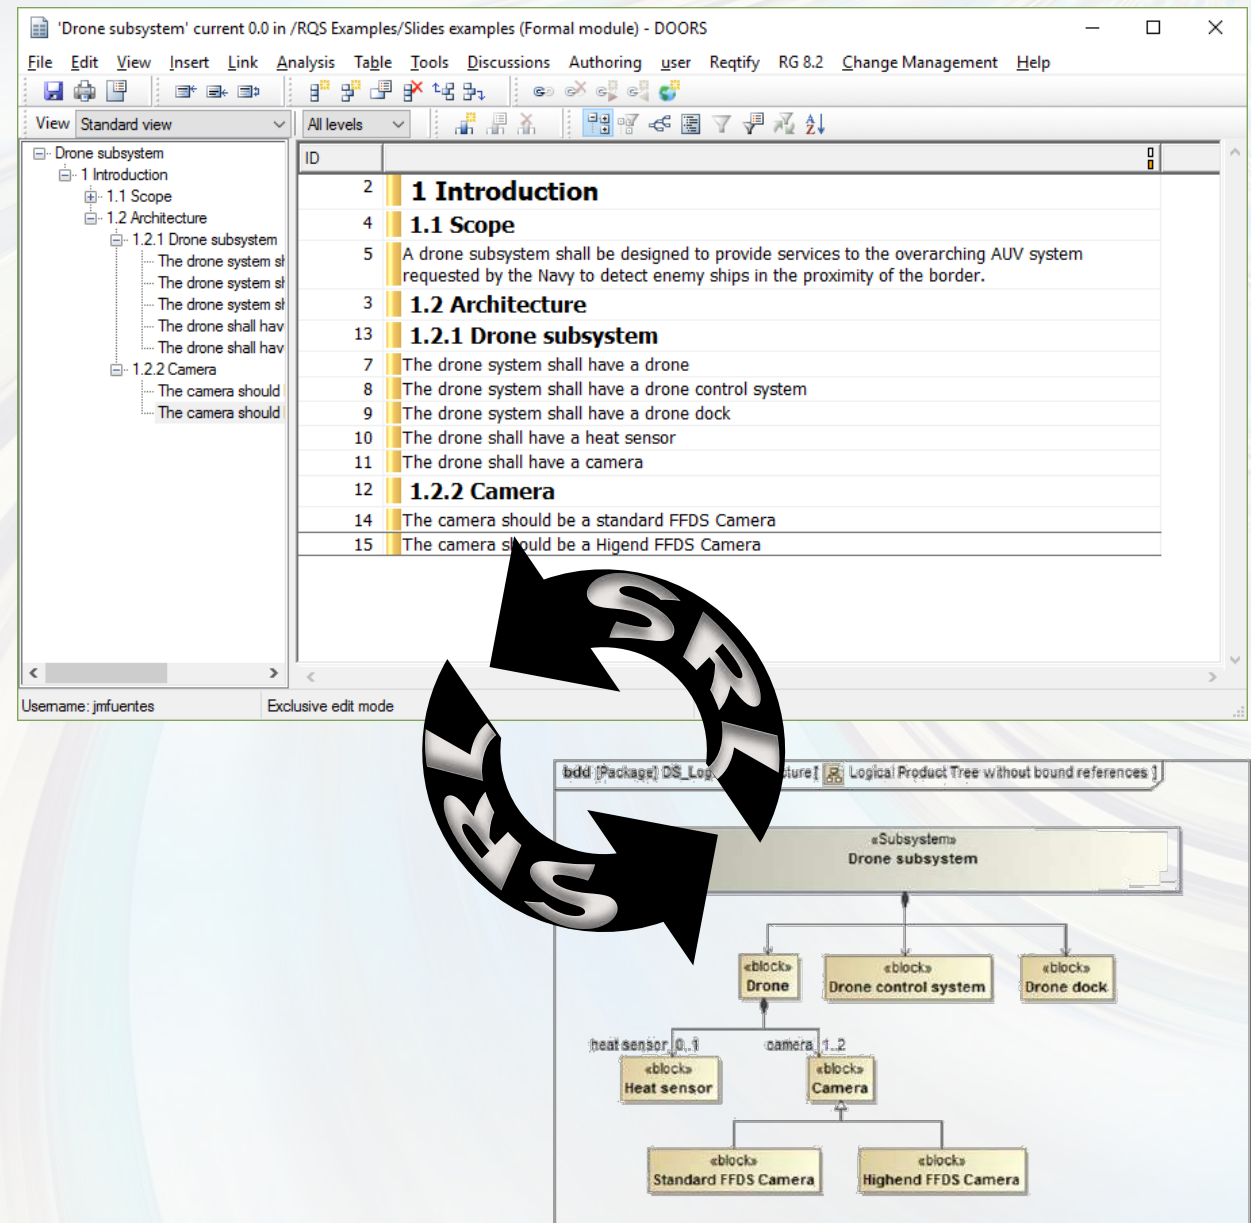 'Drone subsystem' current 0.0 in /RQS Examples/Slides examples (Formal module) - DOORS
File Edit View Insert Link Analysis Table Tools Discussions Authoring user Reqtify RG 8.2 Change Management Help
View Standard view All levels
Drone subsystem
1 Introduction
1.1 Scope
1.2 Architecture
1.2.1 Drone subsystem
The drone system sh
The drone system sh
The drone system sh
The drone shall hav
The drone shall hav
1.2.2 Camera
The camera should
The camera should
ID
2 1 Introduction
4 1.1 Scope
5 A drone subsystem shall be designed to provide services to the overarching AUV system
requested by the Navy to detect enemy ships in the proximity of the border.
3 1.2 Architecture
13 1.2.1 Drone subsystem
7 The drone system shall have a drone
8 The drone system shall have a drone control system
9 The drone system shall have a drone dock
10 The drone shall have a heat sensor
11 The drone shall have a camera
12 1.2.2 Camera
14 The camera should be a standard FFDS Camera
15 The camera should be a Higend FFDS Camera
Username: jmfuentes Exclusive edit mode
SRL
SRL
bdd [Package] DS_Log ture [ Logical Product Tree without bound references ]
«Subsystem»
Drone subsystem
«block»
Drone
«block»
Drone control system
«block»
Drone dock
heat sensor 0..1 camera 1..2
«block»
Heat sensor
«block»
Camera
«block»
Standard FFDS Camera
«block»
Highend FFDS Camera